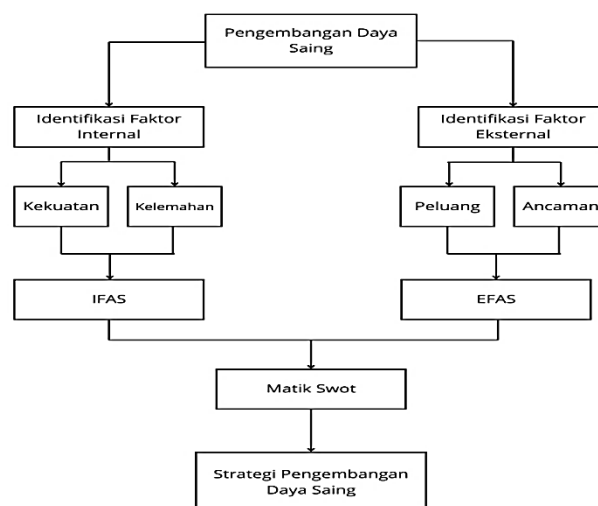 Pengembangan Daya
Saing
Identifikasi Faktor
Internal
Identifikasi Faktor
Eksternal
Kekuatan
Kelemahan
Peluang
Ancaman
IFAS
EFAS
Matik Swot
Strategi Pengembangan
Daya Saing